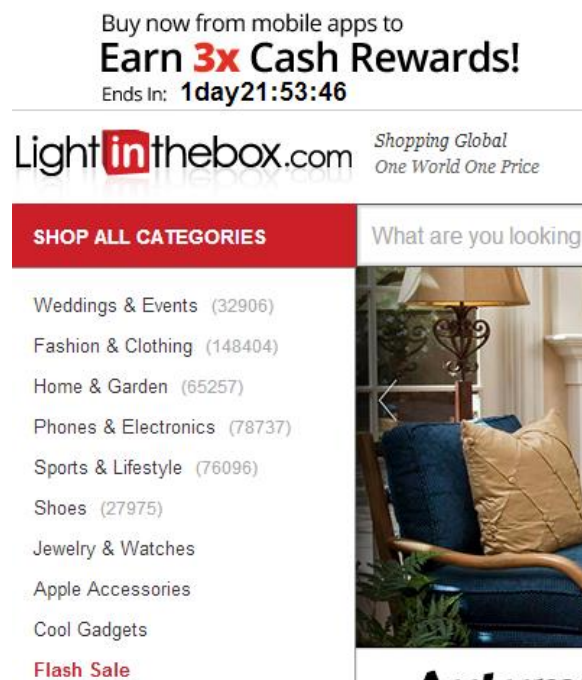 Buy now from mobile apps to
Earn 3x Cash Rewards!
Ends In: 1day21:53:46
Lightinthebox.com
Shopping Global
One World One Price
SHOP ALL CATEGORIES
What are you looking
Weddings & Events (32906)
Fashion & Clothing (148404)
Home & Garden (65257)
Phones & Electronics (78737)
Sports & Lifestyle (76096)
Shoes (27975)
Jewelry & Watches
Apple Accessories
Cool Gadgets
Flash Sale